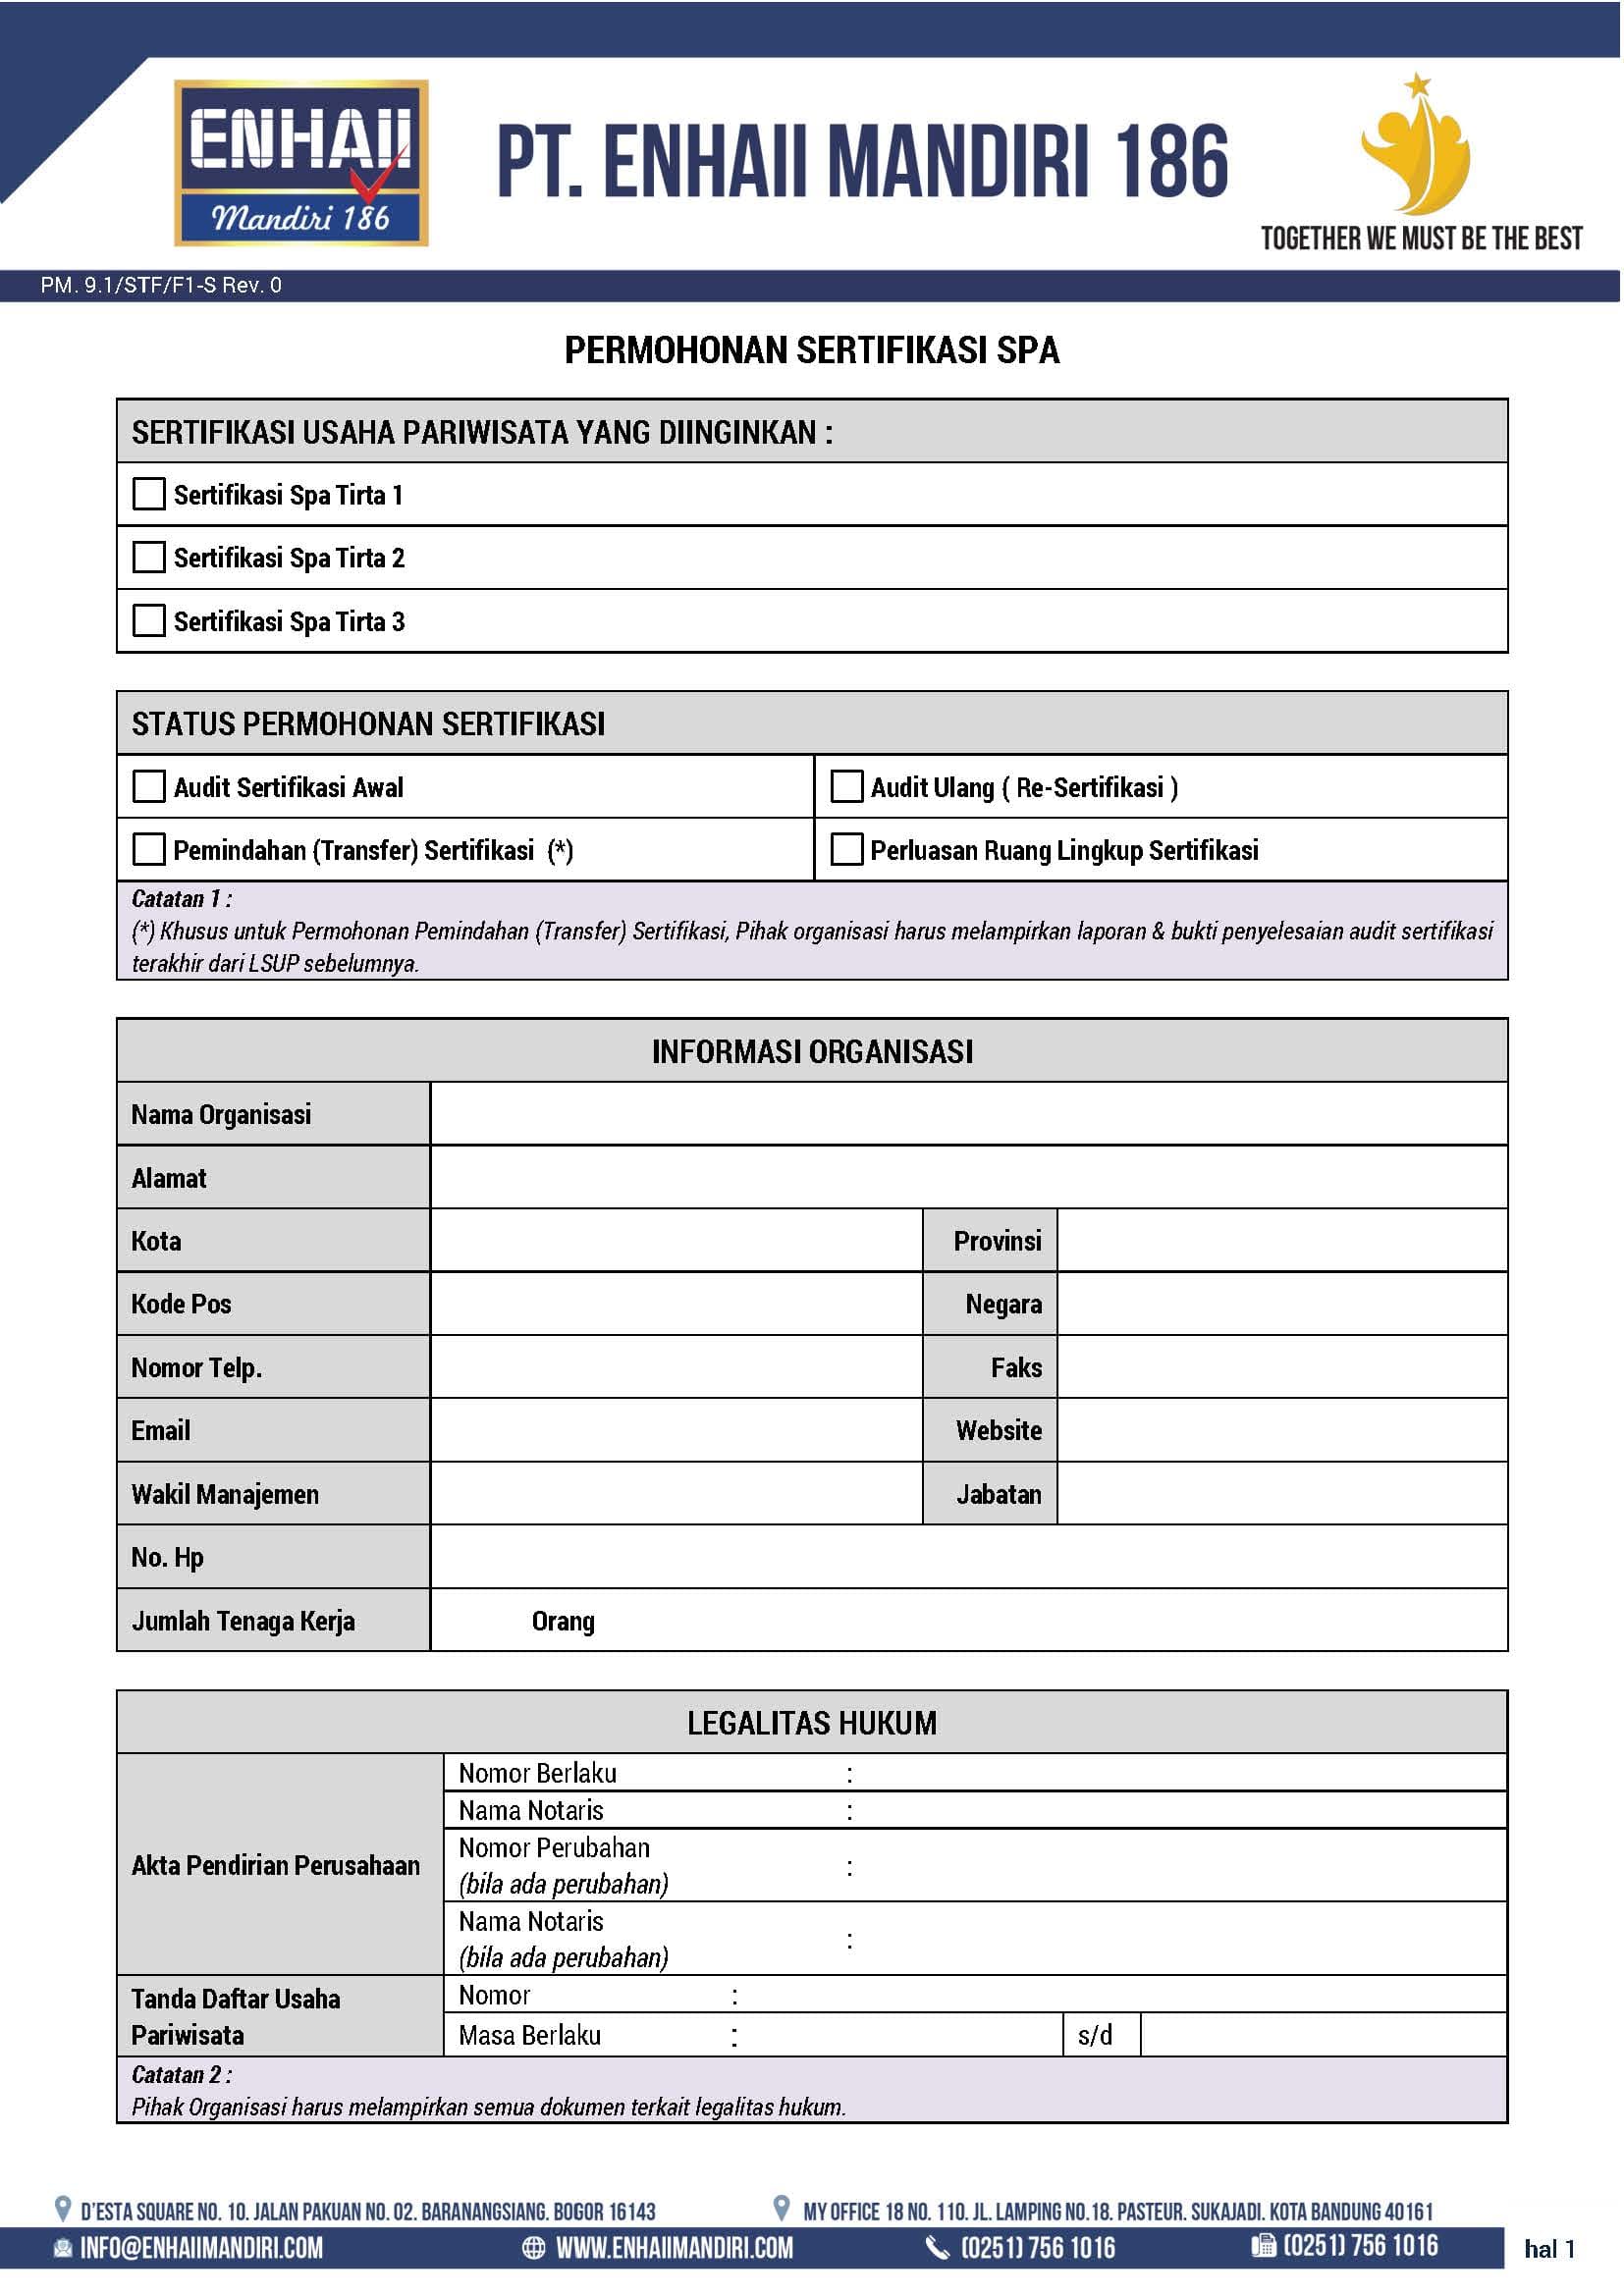 ENHAII
Mandiri 186
PT. ENHAII MANDIRI 186
TOGETHER WE MUST BE THE BEST
PM. 9.1/STF/F1-S Rev. 0
PERMOHONAN SERTIFIKASI SPA
SERTIFIKASI USAHA PARIWISATA YANG DIINGINKAN :
Sertifikasi Spa Tirta 1
Sertifikasi Spa Tirta 2
Sertifikasi Spa Tirta 3
STATUS PERMOHONAN SERTIFIKASI
Audit Sertifikasi Awal
Audit Ulang ( Re-Sertifikasi )
Pemindahan (Transfer) Sertifikasi (*)
Perluasan Ruang Lingkup Sertifikasi
Catatan 1 :
(*) Khusus untuk Permohonan Pemindahan (Transfer) Sertifikasi, Pihak organisasi harus melampirkan laporan & bukti penyelesaian audit sertifikasi
terakhir dari LSUP sebelumnya.
INFORMASI ORGANISASI
Nama Organisasi
Alamat
Kota
Provinsi
Kode Pos
Negara
Nomor Telp.
Faks
Email
Website
Wakil Manajemen
Jabatan
No. Hp
Jumlah Tenaga Kerja
Orang
LEGALITAS HUKUM
Akta Pendirian Perusahaan
Nomor Berlaku :
Nama Notaris :
Nomor Perubahan
(bila ada perubahan) :
Nama Notaris
(bila ada perubahan) :
Tanda Daftar Usaha
Pariwisata
Nomor :
Masa Berlaku : s/d
Catatan 2 :
Pihak Organisasi harus melampirkan semua dokumen terkait legalitas hukum.
D'ESTA SQUARE NO. 10. JALAN PAKUAN NO. 02. BARANANGSIANG. BOGOR 16143
MY OFFICE 18 NO. 110. JL. LAMPING NO.18. PASTEUR. SUKAJADI. KOTA BANDUNG 40161
INFO@ENHAIIMANDIRI.COM
WWW.ENHAIIMANDIRI.COM
(0251) 756 1016
(0251) 756 1016
hal 1